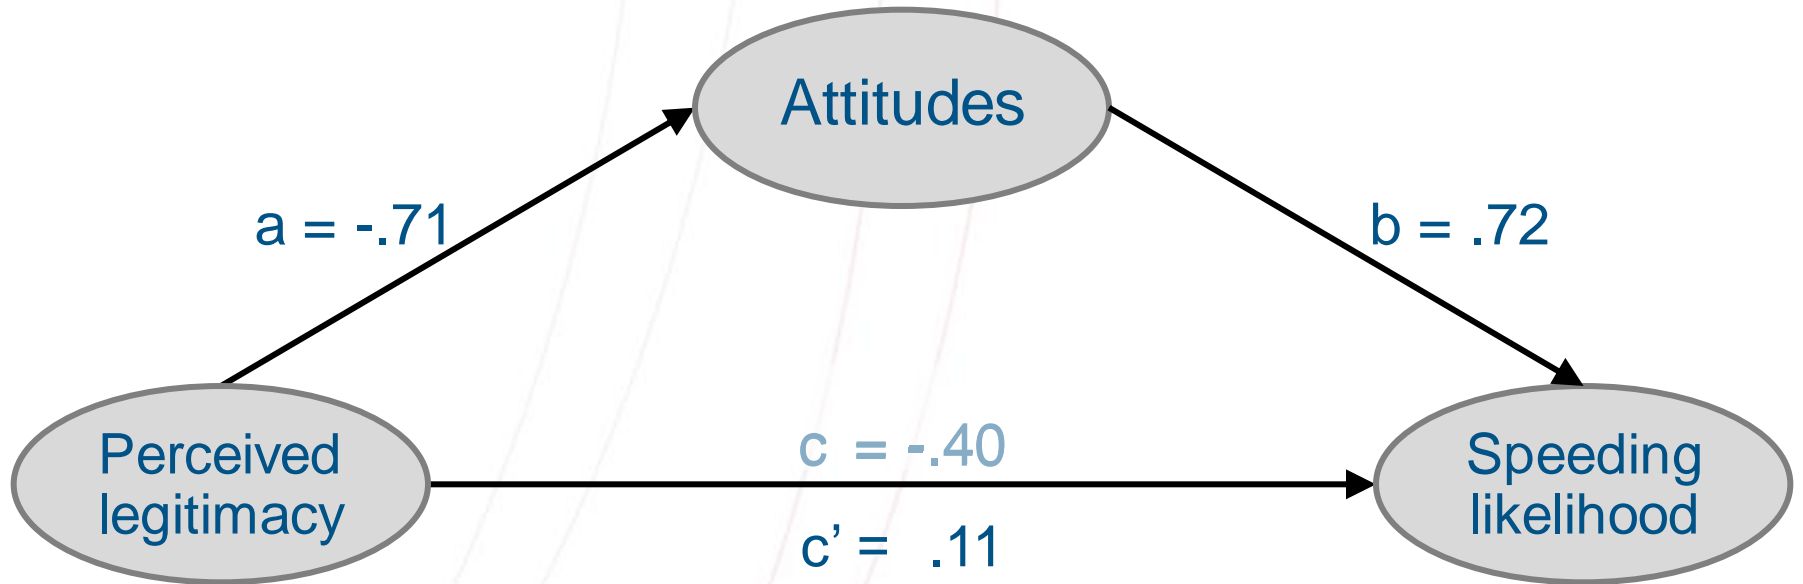 Attitudes
a = -.71
b = .72
c = -.40
Perceived
legitimacy
Speeding
likelihood
c’ = .11